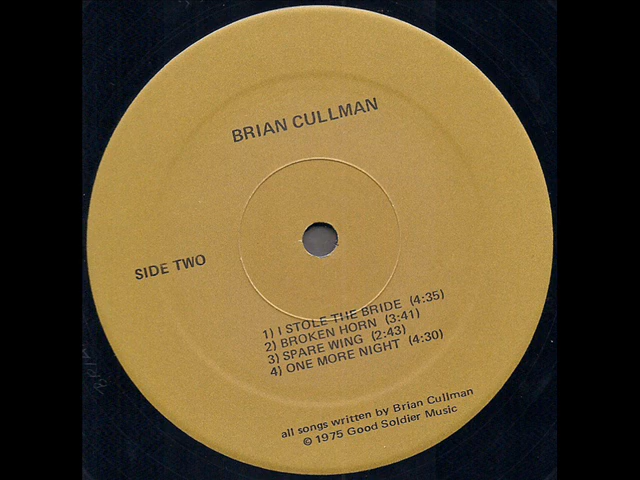 BRIAN CULLMAN
SIDE TWO
1) I STOLE THE BRIDE (4:35)
2) BROKEN HORN (3:41)
3) SPARE WING (2:43)
4) ONE MORE NIGHT (4:30)
all songs written by Brian Cullman
© 1975 Good Soldier Music